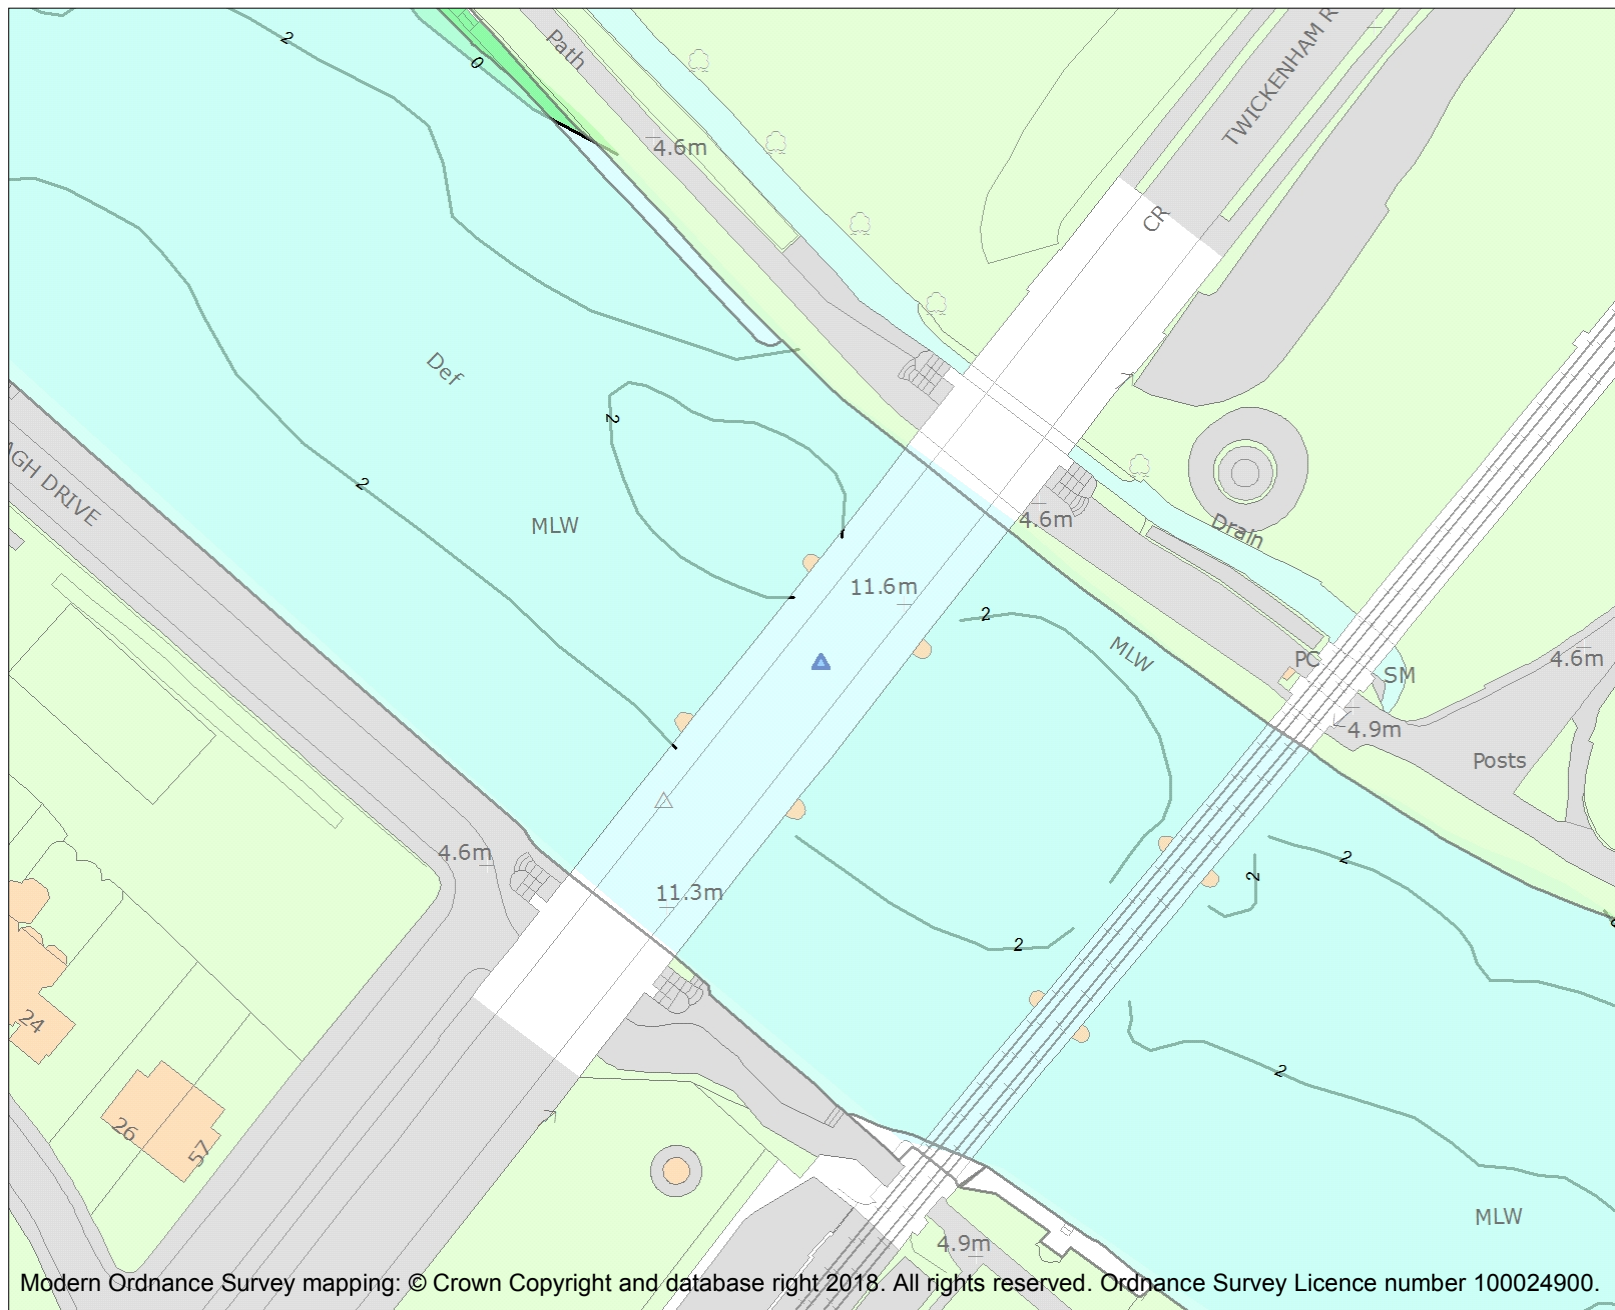 2
0
Path
TWICKENHAM R
4.6m
CR
Def
2
2
AGH DRIVE
MLW
4.6m
Drain
11.6m
2
MLW
PC
SM
4.6m
4.9m
Posts
4.6m
11.3m
2
2
2
24
26
57
2
MLW
4.9m
Modern Ordnance Survey mapping: © Crown Copyright and database right 2018. All rights reserved. Ordnance Survey Licence number 100024900.